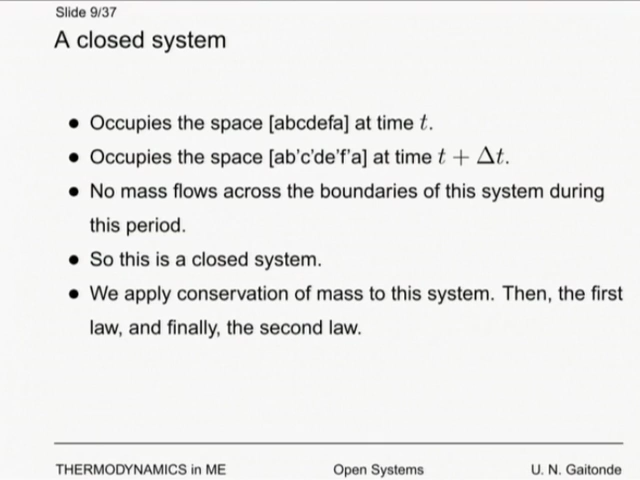 Slide 9/37
A closed system
• Occupies the space [abcdefa] at time t.
• Occupies the space [ab'c'de'f'a] at time t + Δt.
• No mass flows across the boundaries of this system during
this period.
• So this is a closed system.
• We apply conservation of mass to this system. Then, the first
law, and finally, the second law.
THERMODYNAMICS in ME Open Systems U. N. Gaitonde